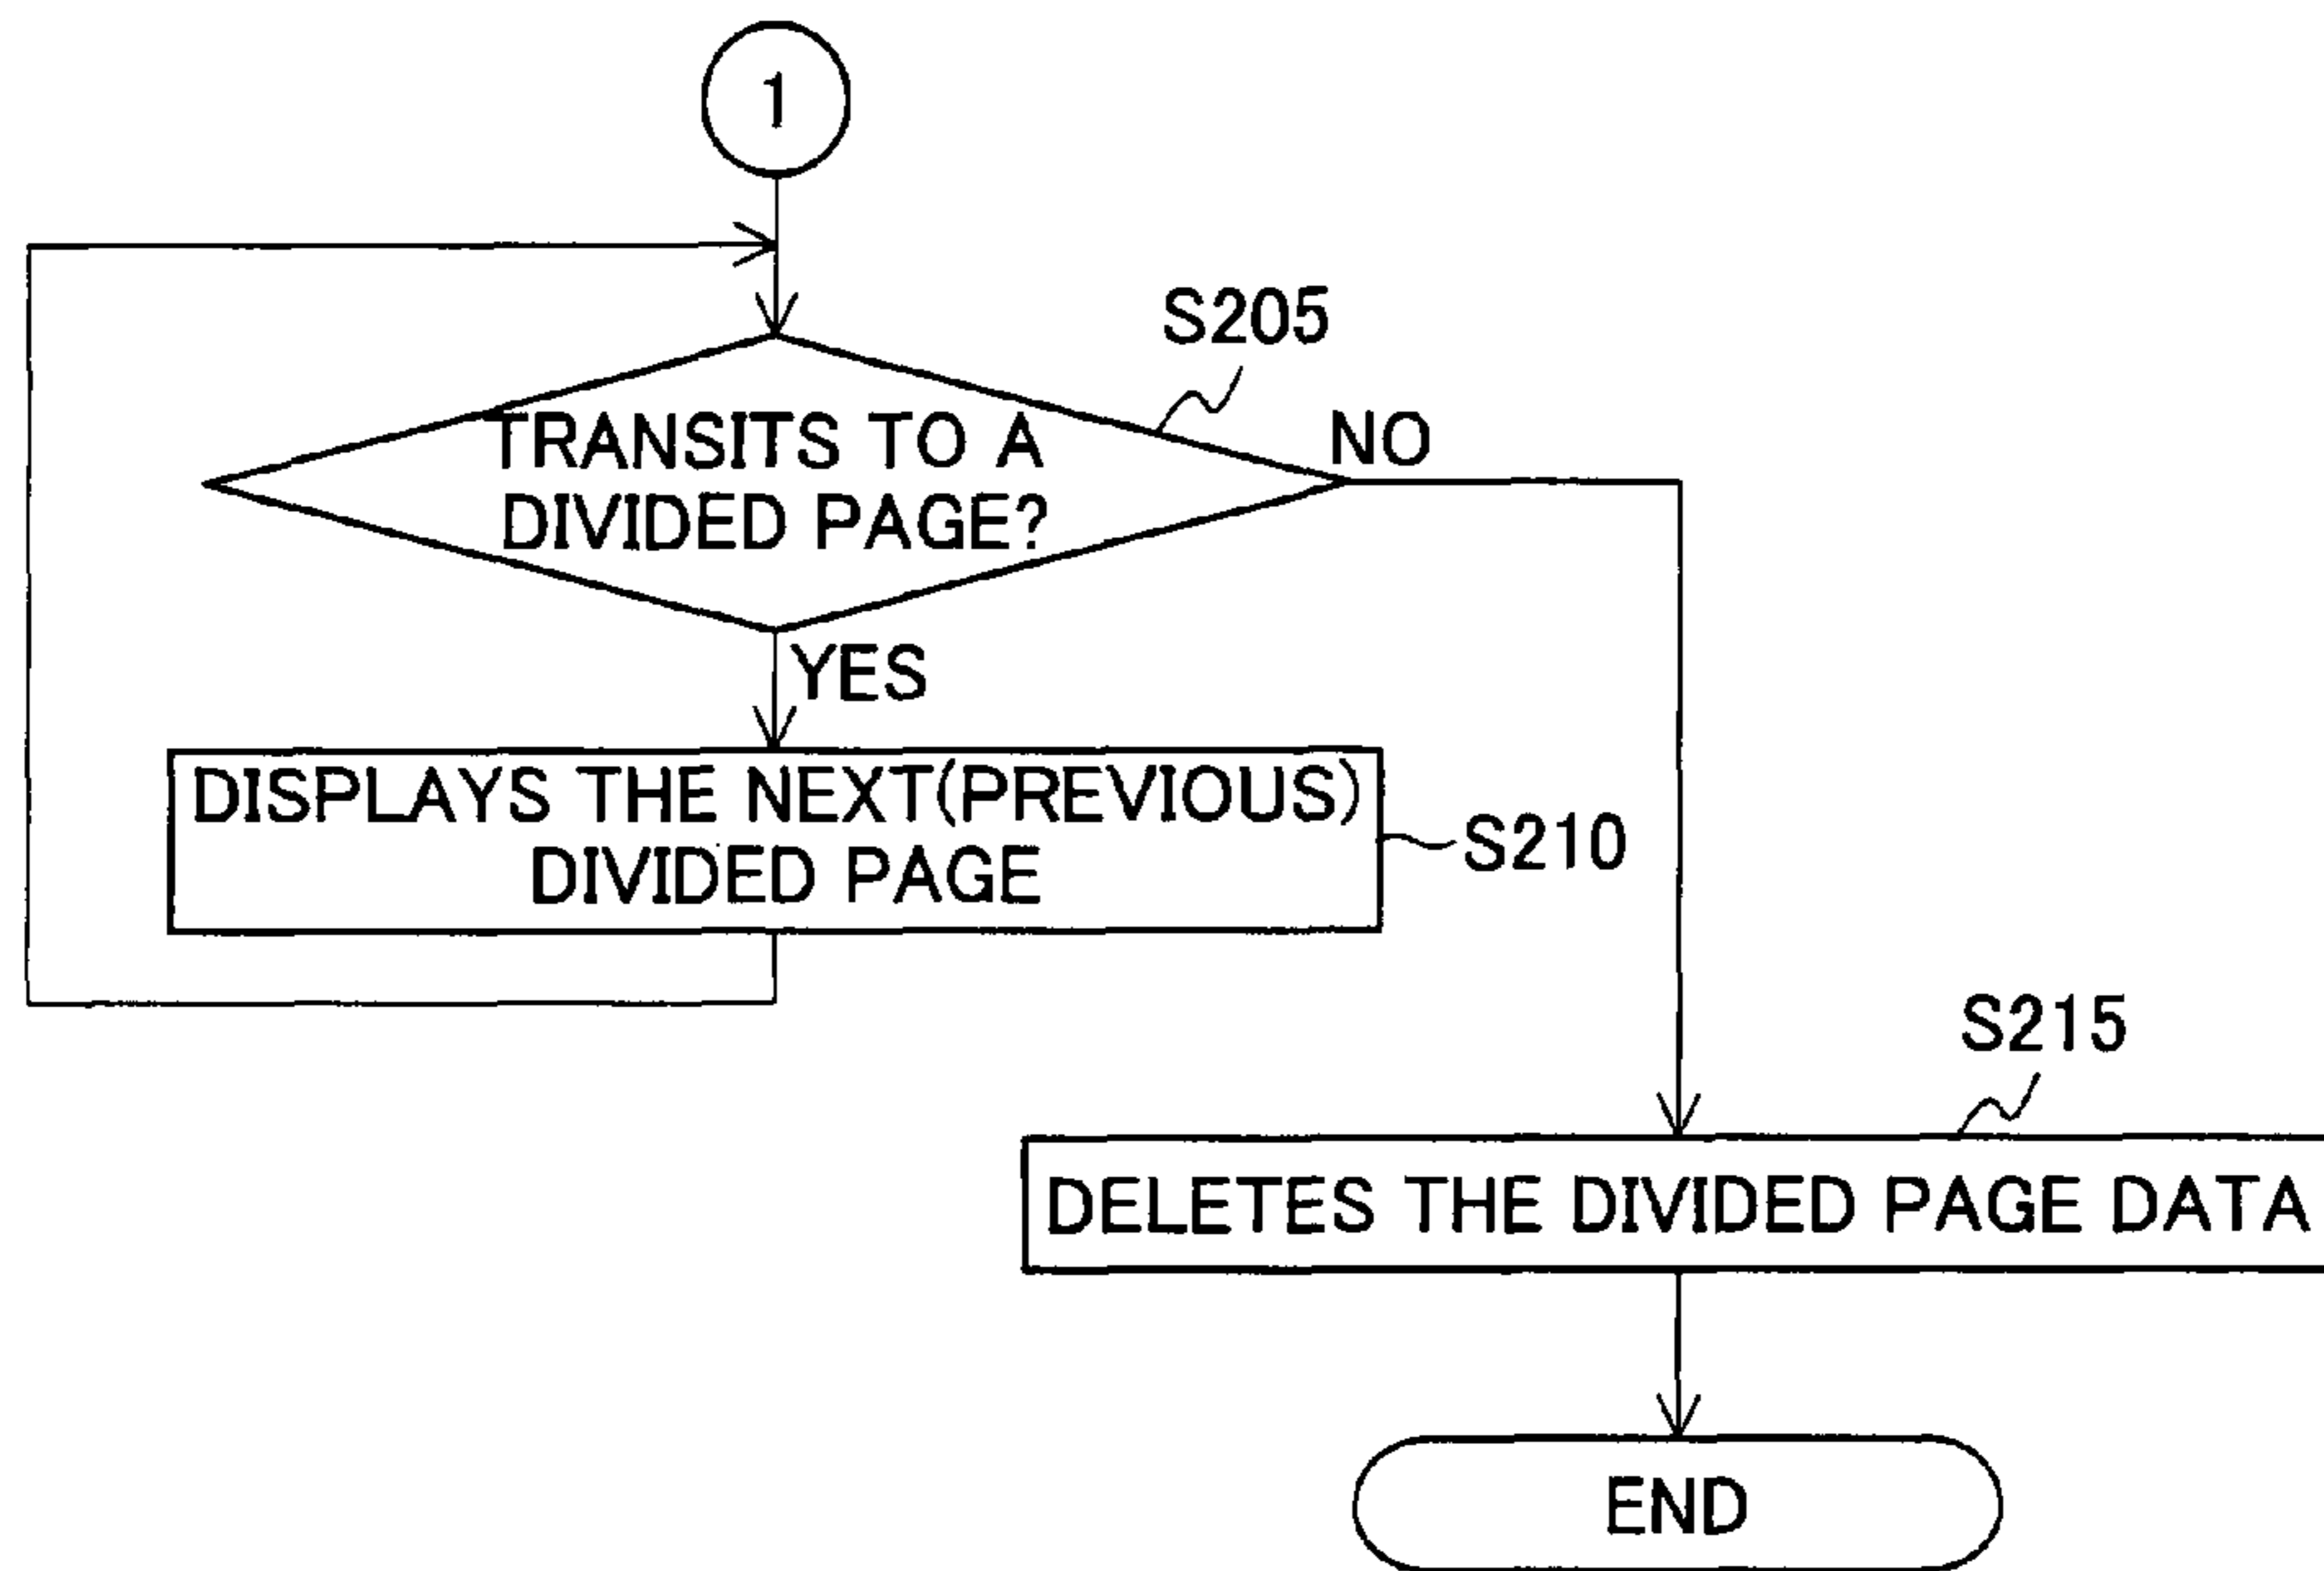 1
S205
TRANSITS TO A
DIVIDED PAGE?
NO
YES
DISPLAYS THE NEXT(PREVIOUS)
DIVIDED PAGE
S210
S215
DELETES THE DIVIDED PAGE DATA
END